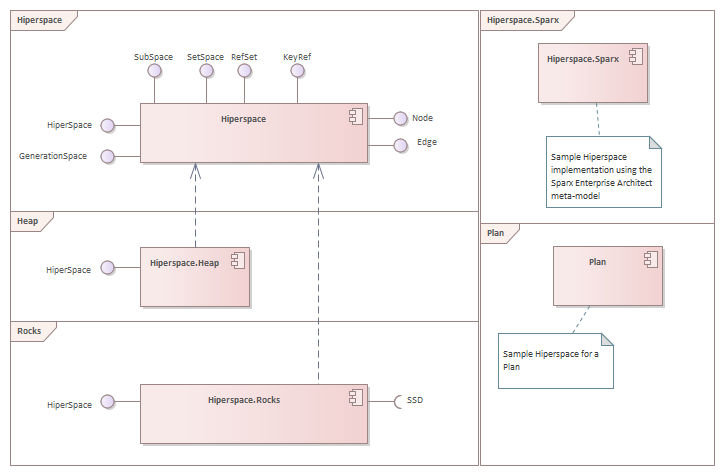 Hiperspace
SubSpace
SetSpace
RefSet
KeyRef
HiperSpace
Hiperspace
Node
GenerationSpace
Edge
Heap
HiperSpace
Hiperspace.Heap
Rocks
HiperSpace
Hiperspace.Rocks
SSD
Hiperspace.Sparx
Hiperspace.Sparx
Sample Hiperspace
implementation using the
Sparx Enterprise Architect
meta-model
Plan
Plan
Sample Hiperspace for a
Plan